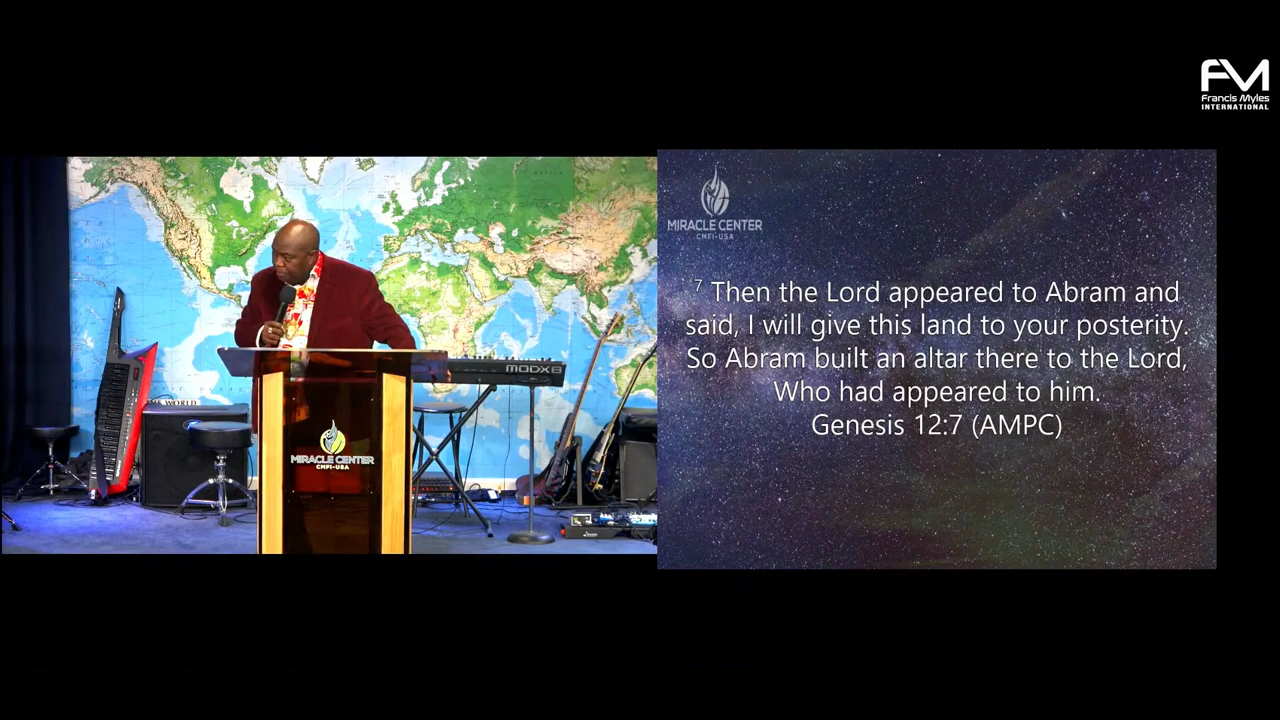 FM
Francis Myles
INTERNATIONAL
MIRACLE CENTER
CMFI-USA
7 Then the Lord appeared to Abram and
said, I will give this land to your posterity.
So Abram built an altar there to the Lord,
Who had appeared to him.
Genesis 12:7 (AMPC)
WORLD
MODX8
MIRACLE CENTER
CMFI-USA